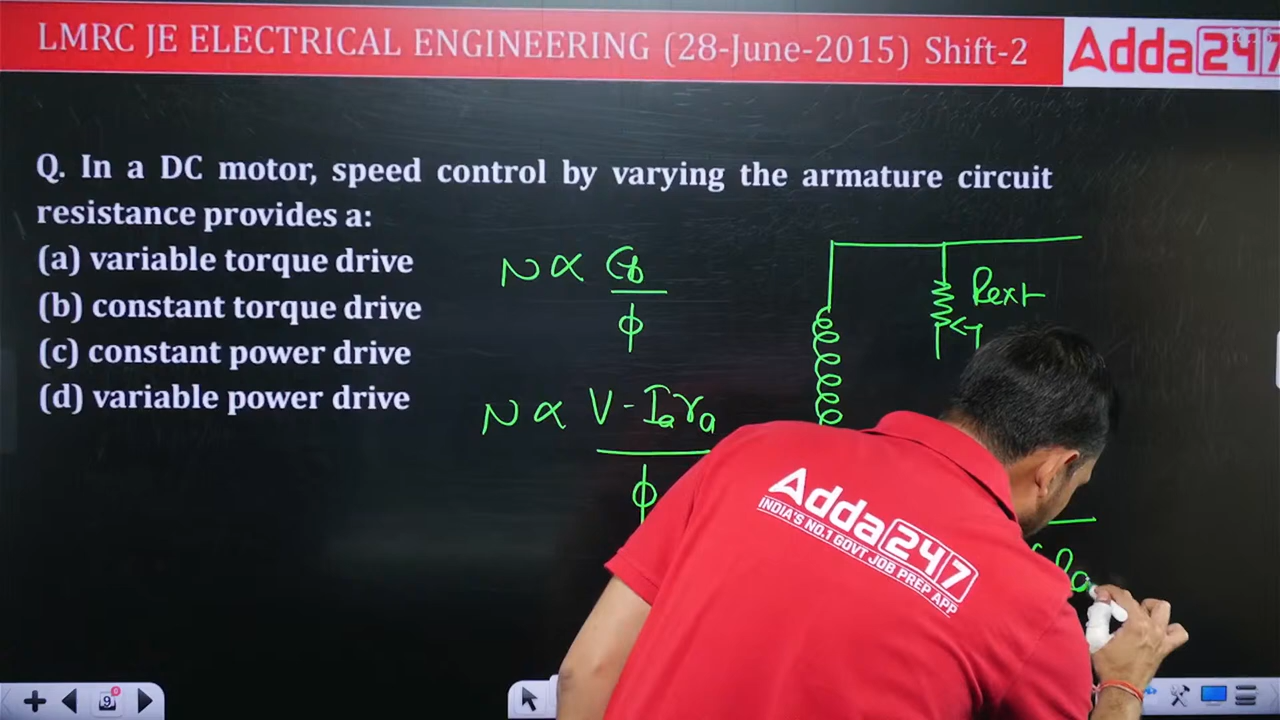 LMRC JE ELECTRICAL ENGINEERING (28-June-2015) Shift-2
Adda247
Q. In a DC motor, speed control by varying the armature circuit
resistance provides a:
(a) variable torque drive
(b) constant torque drive
(c) constant power drive
(d) variable power drive
N ∝ Eb
ϕ
Rext
N ∝ V - Iara
ϕ
Adda247
INDIA'S NO.1 GOVT JOB PREP APP
9